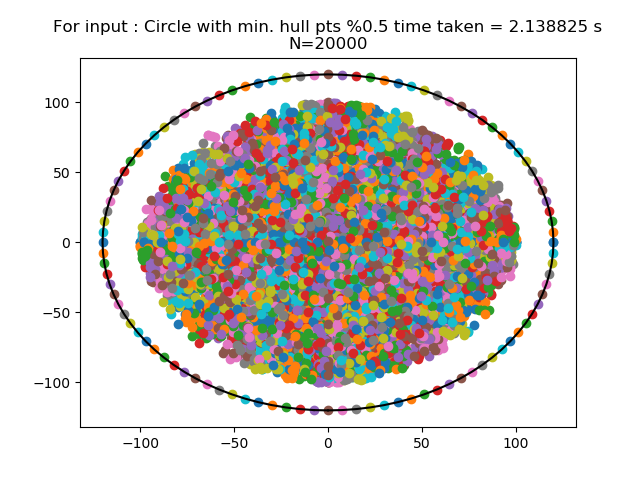 For input : Circle with min. hull pts %0.5 time taken = 2.138825 s
N=20000
100
50
0
−50
−100
−100 −50 0 50 100